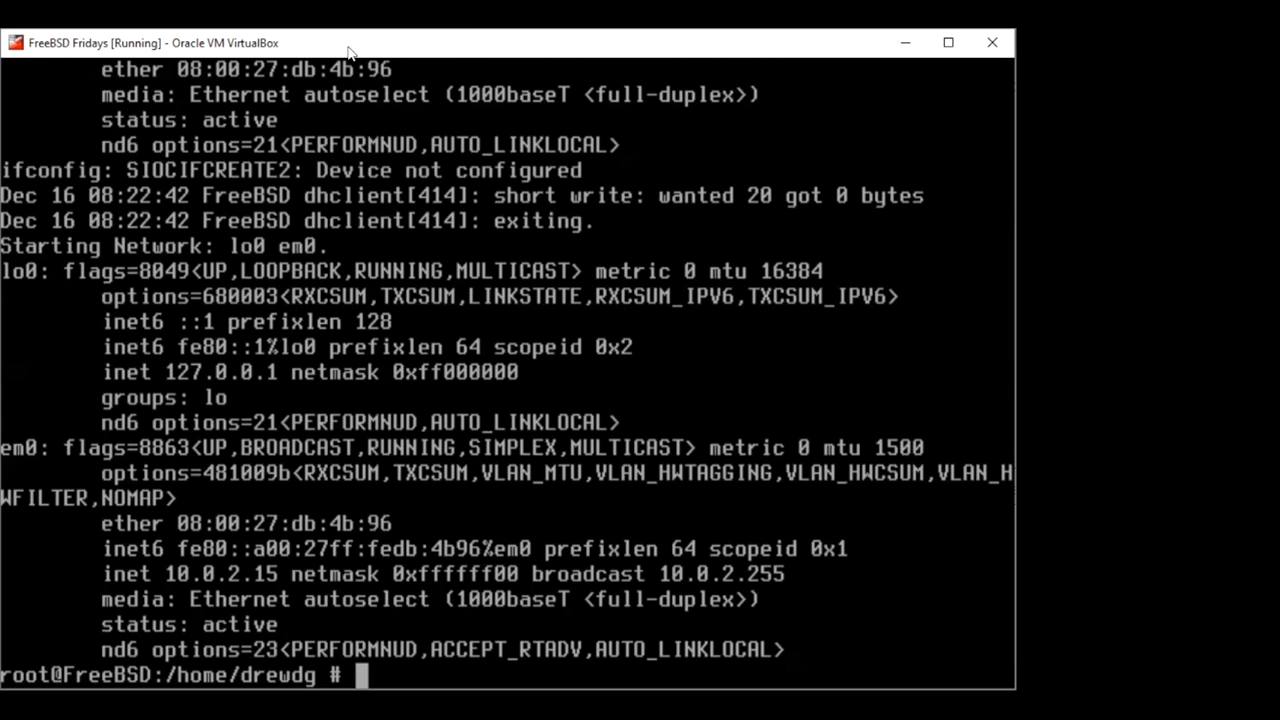 FreeBSD Fridays [Running] - Oracle VM VirtualBox
ether 08:00:27:db:4b:96
media: Ethernet autoselect (1000baseT <full-duplex>)
status: active
nd6 options=21<PERFORMNUD,AUTO_LINKLOCAL>
ifconfig: SIOCIFCREATE2: Device not configured
Dec 16 08:22:42 FreeBSD dhclient[414]: short write: wanted 20 got 0 bytes
Dec 16 08:22:42 FreeBSD dhclient[414]: exiting.
Starting Network: lo0 em0.
lo0: flags=8049<UP,LOOPBACK,RUNNING,MULTICAST> metric 0 mtu 16384
options=680003<RXCSUM,TXCSUM,LINKSTATE,RXCSUM_IPV6,TXCSUM_IPV6>
inet6 ::1 prefixlen 128
inet6 fe80::1%lo0 prefixlen 64 scopeid 0x2
inet 127.0.0.1 netmask 0xff000000
groups: lo
nd6 options=21<PERFORMNUD,AUTO_LINKLOCAL>
em0: flags=8863<UP,BROADCAST,RUNNING,SIMPLEX,MULTICAST> metric 0 mtu 1500
options=481009b<RXCSUM,TXCSUM,VLAN_MTU,VLAN_HWTAGGING,VLAN_HWCSUM,VLAN_H
WFILTER,NOMAP>
ether 08:00:27:db:4b:96
inet6 fe80::a00:27ff:fedb:4b96%em0 prefixlen 64 scopeid 0x1
inet 10.0.2.15 netmask 0xffffff00 broadcast 10.0.2.255
media: Ethernet autoselect (1000baseT <full-duplex>)
status: active
nd6 options=23<PERFORMNUD,ACCEPT_RTADV,AUTO_LINKLOCAL>
root@FreeBSD:/home/drewdg #